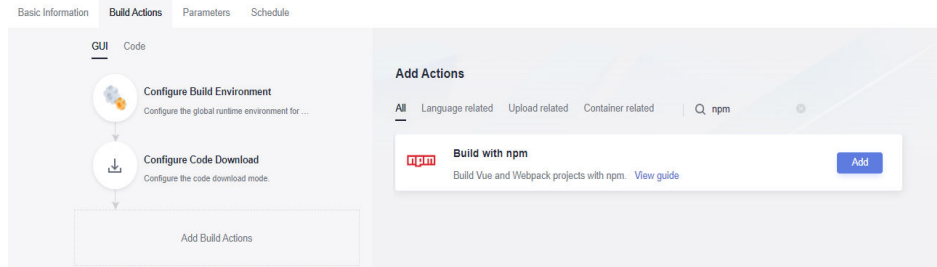 Basic Information Build Actions Parameters Schedule
GUI Code
Configure Build Environment
Configure the global runtime environment for ...
Configure Code Download
Configure the code download mode.
Add Build Actions
Add Actions
All Language related Upload related Container related npm
npm
Build with npm
Build Vue and Webpack projects with npm. View guide
Add